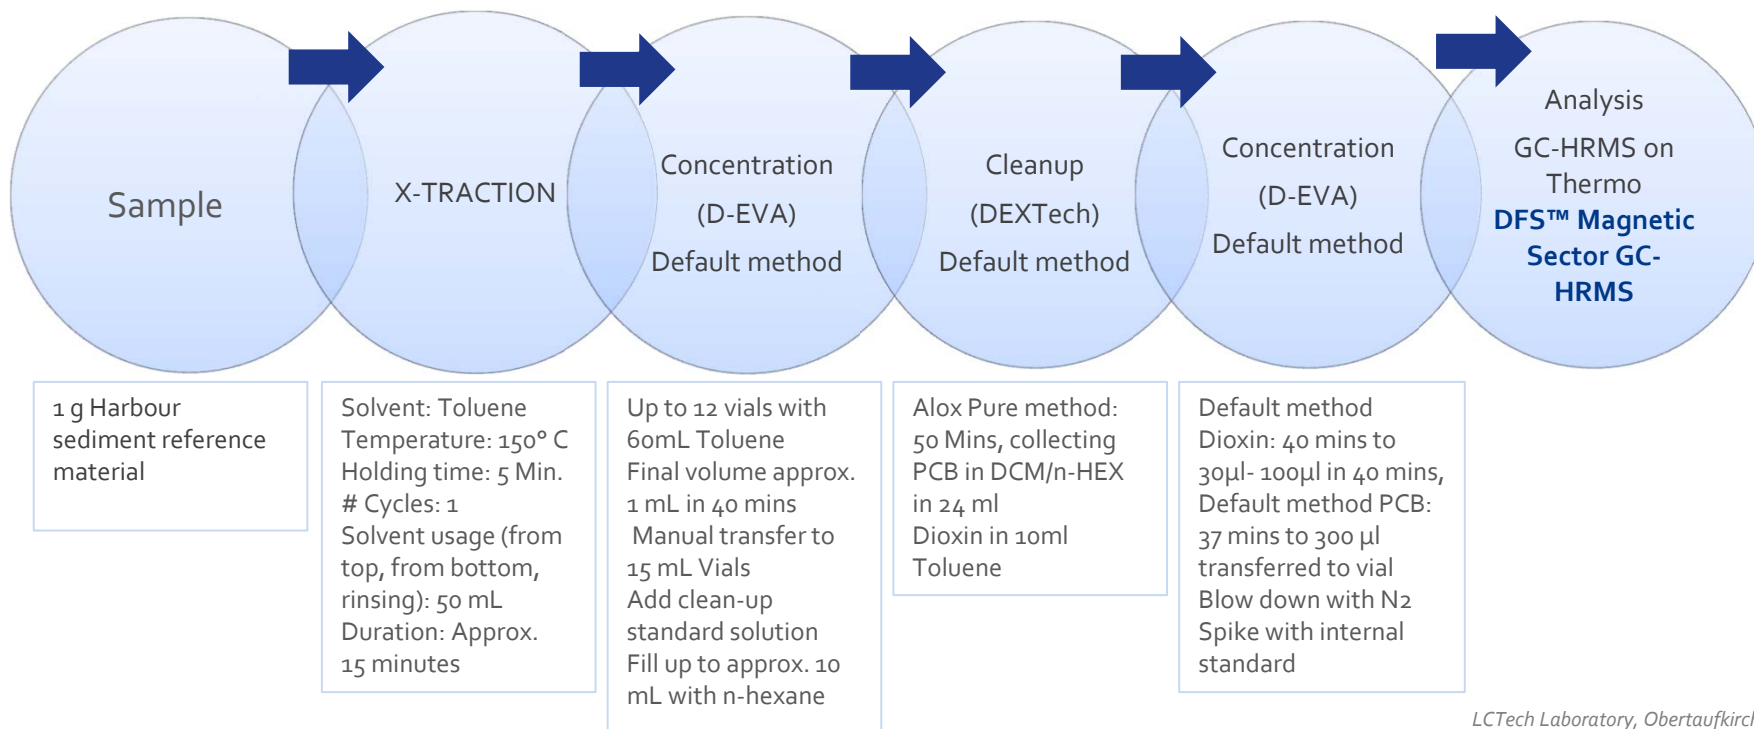 Sample
X-TRACTION
Concentration
(D-EVA)
Default method
Cleanup
(DEXTech)
Default method
Concentration
(D-EVA)
Default method
Analysis
GC-HRMS on
Thermo
DFS™ Magnetic
Sector GC-
HRMS
1 g Harbour
sediment reference
material
Solvent: Toluene
Temperature: 150° C
Holding time: 5 Min.
# Cycles: 1
Solvent usage (from
top, from bottom,
rinsing): 50 mL
Duration: Approx.
15 minutes
Up to 12 vials with
60mL Toluene
Final volume approx.
1 mL in 40 mins
Manual transfer to
15 mL Vials
Add clean-up
standard solution
Fill up to approx. 10
mL with n-hexane
Alox Pure method:
50 Mins, collecting
PCB in DCM/n-HEX
in 24 ml
Dioxin in 10ml
Toluene
Default method
Dioxin: 40 mins to
30µl- 100µl in 40 mins,
Default method PCB:
37 mins to 300 µl
transferred to vial
Blow down with N2
Spike with internal
standard
LCTech Laboratory, Obertaufkirch